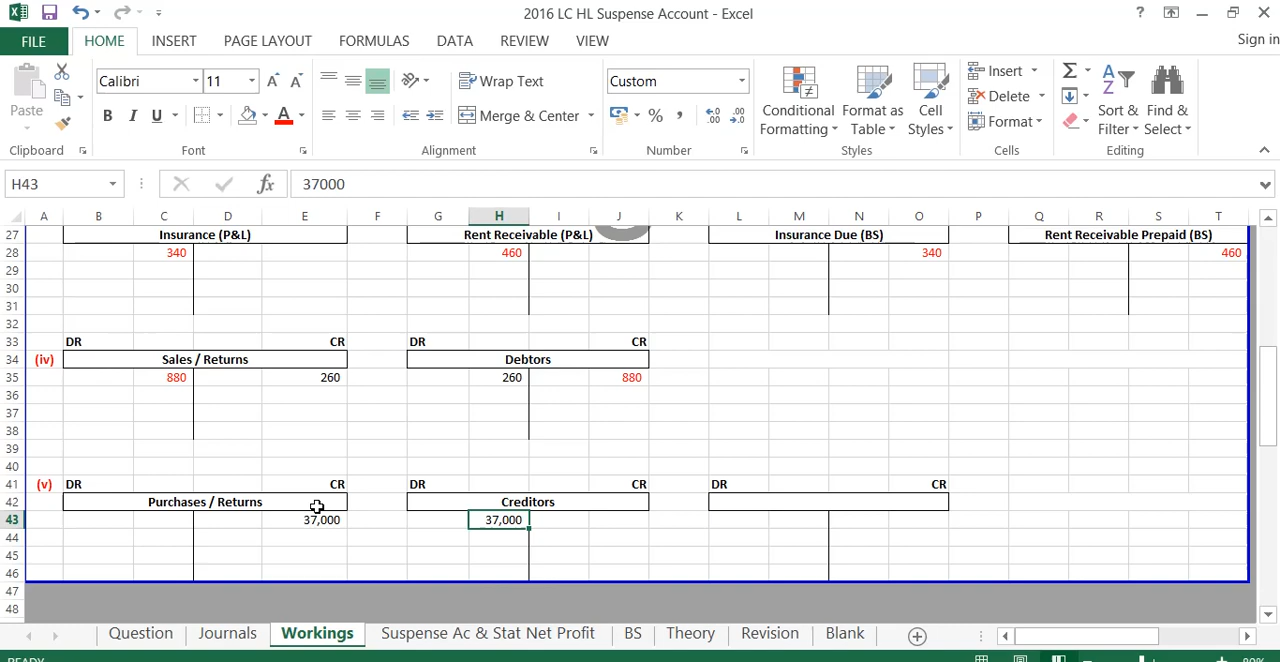 2016 LC HL Suspense Account - Excel
?
FILE HOME INSERT PAGE LAYOUT FORMULAS DATA REVIEW VIEW Sign in
Paste Calibri 11 A A Wrap Text Custom Insert Σ A Z
B I U A Merge & Center % , Conditional Formatting Format as Table Cell Styles Delete Format Sort & Filter Find & Select
Clipboard Font Alignment Number Styles Cells Editing
H43 fx 37000
A B C D E F G H I J K L M N O P Q R S T
27 Insurance (P&L) Rent Receivable (P&L) Insurance Due (BS) Rent Receivable Prepaid (BS)
28 340 460 340 460
29
30
31
32
33 DR CR DR CR
34 (iv) Sales / Returns Debtors
35 880 260 260 880
36
37
38
39
40
41 (v) DR CR DR CR DR CR
42 Purchases / Returns Creditors
43 37,000 37,000
44
45
46
47
48
Question Journals Workings Suspense Ac & Stat Net Profit BS Theory Revision Blank
READY 80%